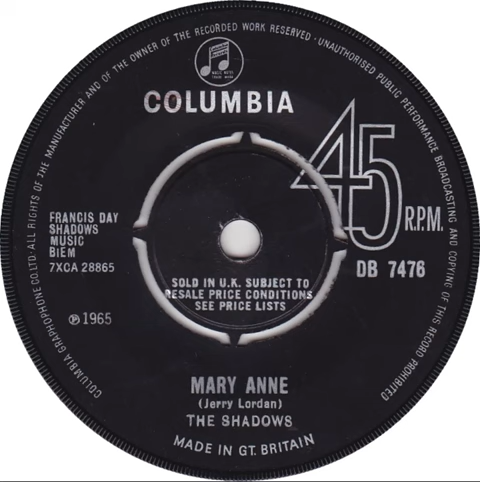 COLUMBIA GRAPHOPHONE CO.LTD: ALL RIGHTS OF THE MANUFACTURER AND OF THE OWNER OF THE RECORDED WORK RESERVED · UNAUTHORISED PUBLIC PERFORMANCE BROADCASTING AND COPYING OF THIS RECORD PROHIBITED
COLUMBIA
45
R.P.M.
FRANCIS DAY
SHADOWS
MUSIC
BIEM
7XCA 28865
DB 7476
SOLD IN U.K. SUBJECT TO
RESALE PRICE CONDITIONS
SEE PRICE LISTS
℗ 1965
MARY ANNE
(Jerry Lordan)
THE SHADOWS
MADE IN GT. BRITAIN